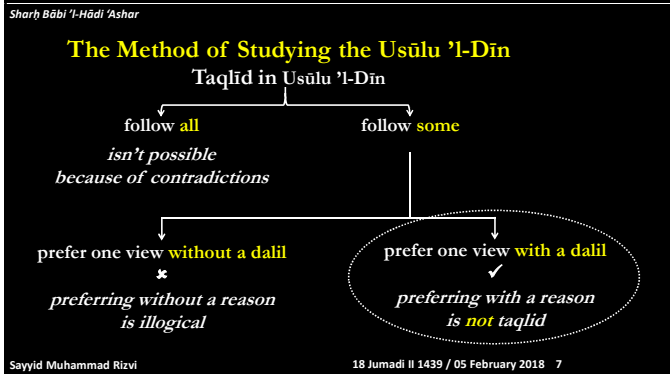 Sharḥ Bābi ’l-Hādi ‘Ashar
The Method of Studying the Usūlu ’l-Dīn
Taqlīd in Usūlu ’l-Dīn
follow all
isn’t possible
because of contradictions
follow some
prefer one view without a dalil
✘
preferring without a reason
is illogical
prefer one view with a dalil
✓
preferring with a reason
is not taqlid
Sayyid Muhammad Rizvi
18 Jumadi II 1439 / 05 February 2018 7